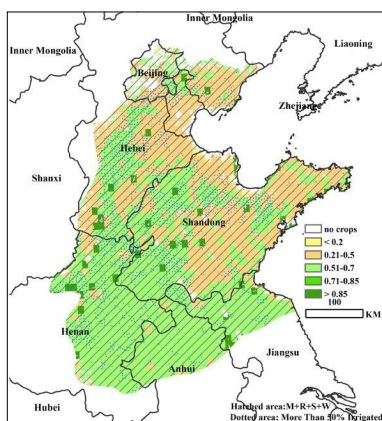 Inner Mongolia
Liaoning
Inner Mongolia
Beijing
Zhejiang
Hebei
Shanxi
Shandong
no crops
< 0.2
0.21-0.5
0.51-0.7
0.71-0.85
> 0.85
100
KM
Henan
Anhui
Jiangsu
Hubei
Hatched area:M+R+S+W
Dotted area: More Than 50% Irrigated